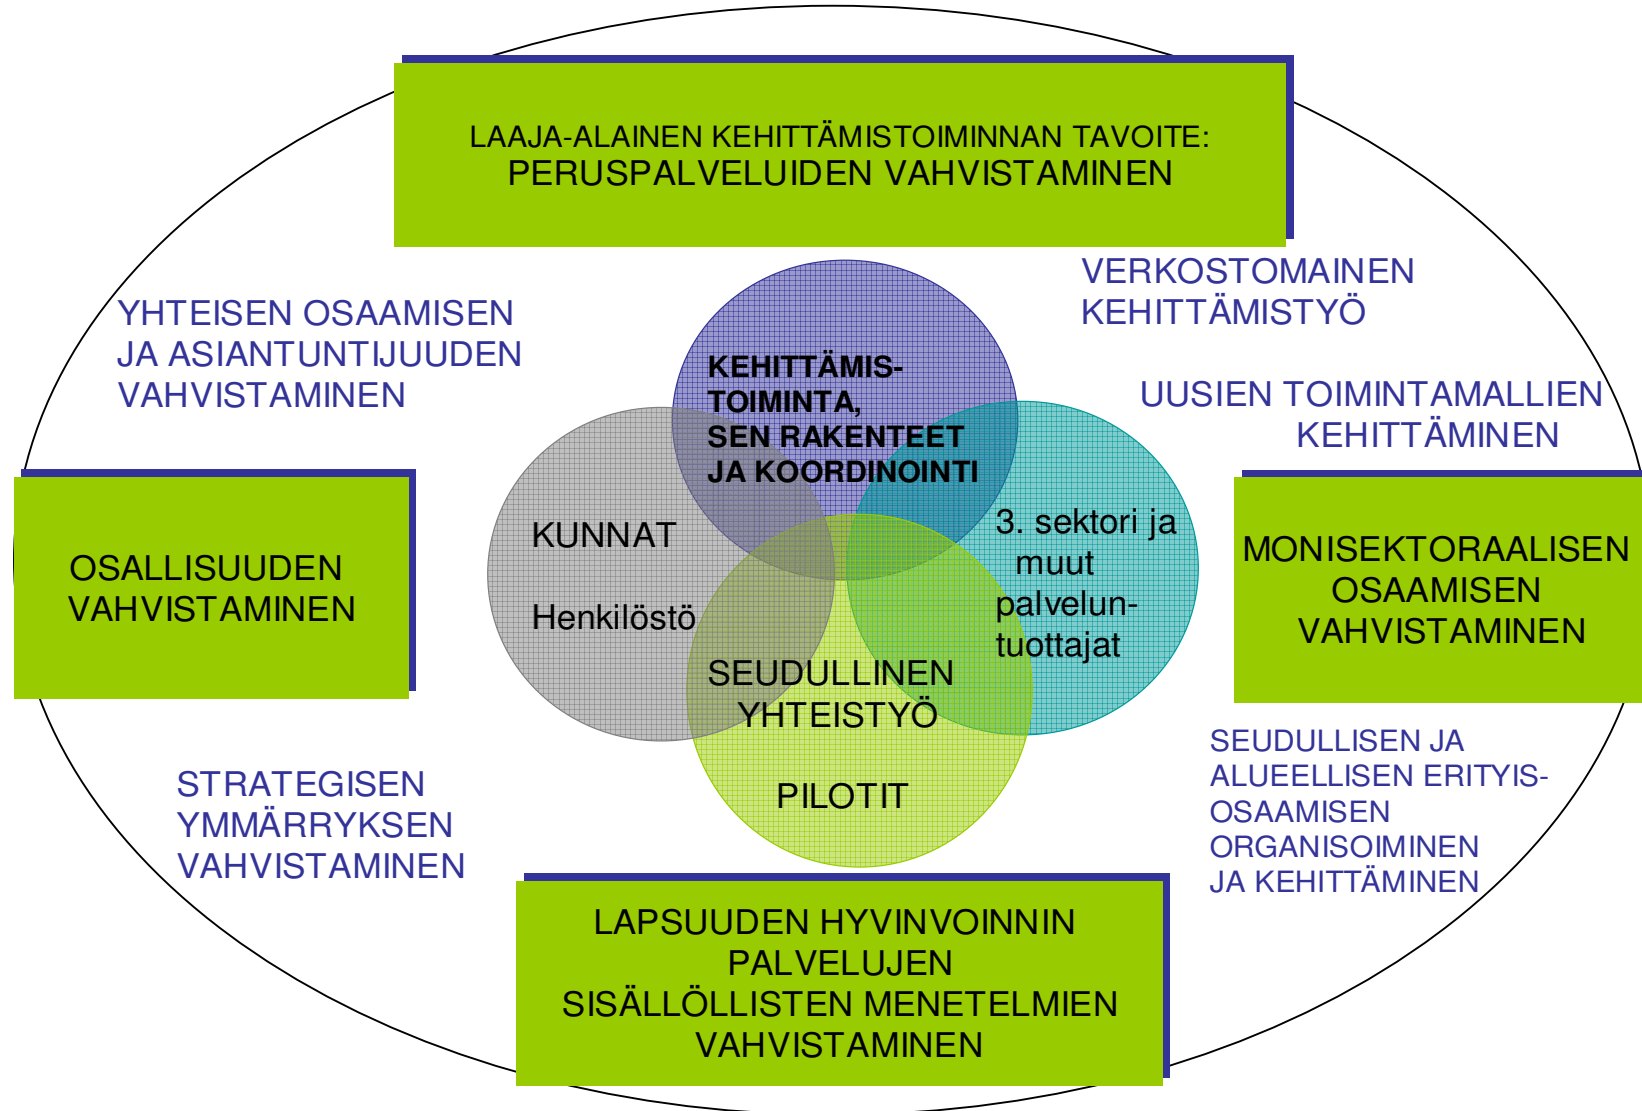 LAAJA-ALAINEN KEHITTÄMISTOIMINNAN TAVOITE:
PERUSPALVELUIDEN VAHVISTAMINEN
YHTEISEN OSAAMISEN
JA ASIANTUNTIJUUDEN
VAHVISTAMINEN
VERKOSTOMAINEN
KEHITTÄMISTYÖ
UUSIEN TOIMINTAMALLIEN
KEHITTÄMINEN
KEHITTÄMIS-
TOIMINTA,
SEN RAKENTEET
JA KOORDINOINTI
OSALLISUUDEN
VAHVISTAMINEN
KUNNAT
Henkilöstö
3. sektori ja
muut
palvelun-
tuottajat
MONISEKTORAALISEN
OSAAMISEN
VAHVISTAMINEN
SEUDULLINEN
YHTEISTYÖ
PILOTIT
STRATEGISEN
YMMÄRRYKSEN
VAHVISTAMINEN
SEUDULLISEN JA
ALUEELLISEN ERITYIS-
OSAAMISEN
ORGANISOIMINEN
JA KEHITTÄMINEN
LAPSUUDEN HYVINVOINNIN
PALVELUJEN
SISÄLLÖLLISTEN MENETELMIEN
VAHVISTAMINEN